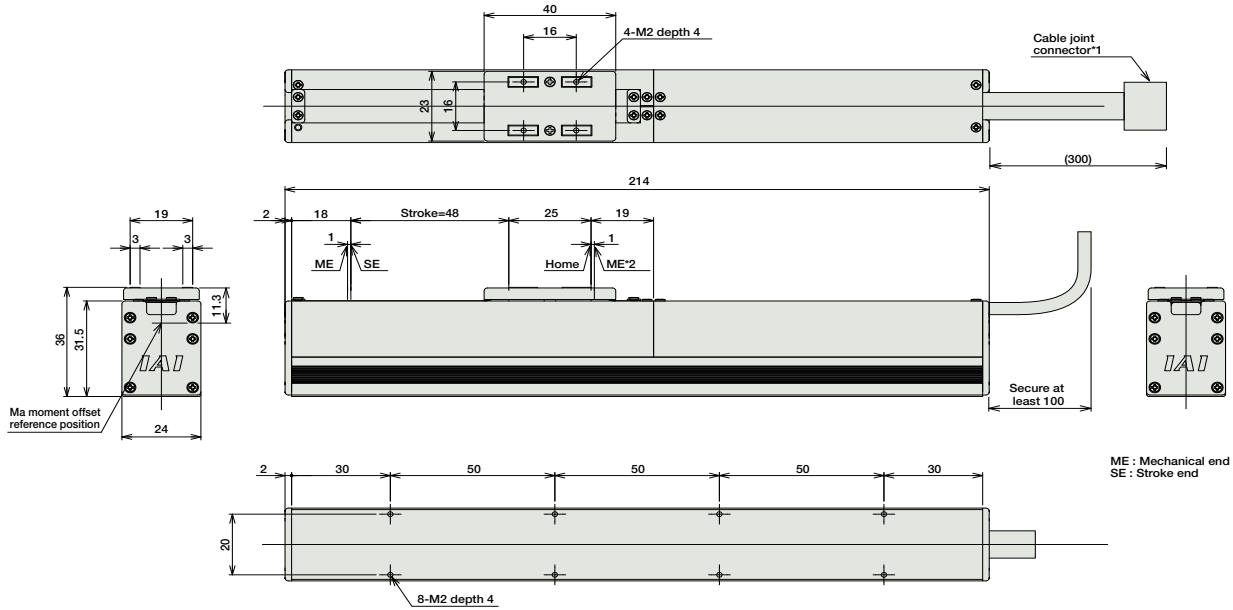 40
16
4-M2 depth 4
Cable joint
connector*1
23
16
(300)
214
2
18
Stroke=48
25
19
1
ME
SE
Home
1
ME*2
19
3
3
11.3
36
31.5
IAI
Ma moment offset
reference position
24
Secure at
least 100
IAI
ME : Mechanical end
SE : Stroke end
2
30
50
50
50
30
20
8-M2 depth 4